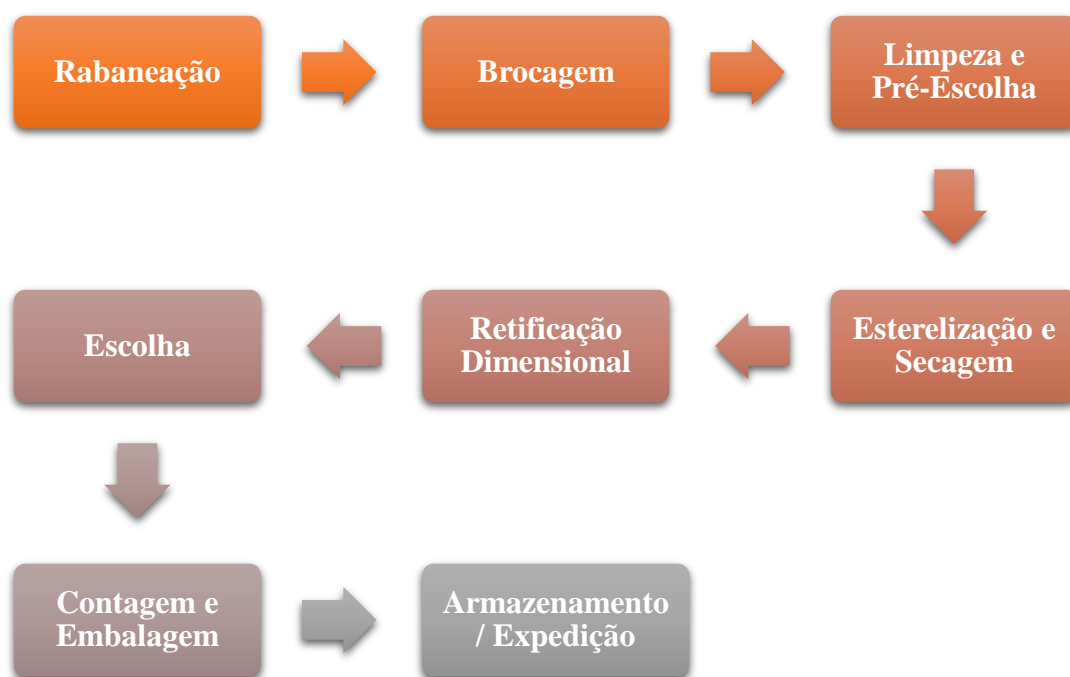 Rabaneação
Brocagem
Limpeza e
Pré-Escolha
Esterelização e
Secagem
Retificação
Dimensional
Escolha
Contagem e
Embalagem
Armazenamento
/ Expedição